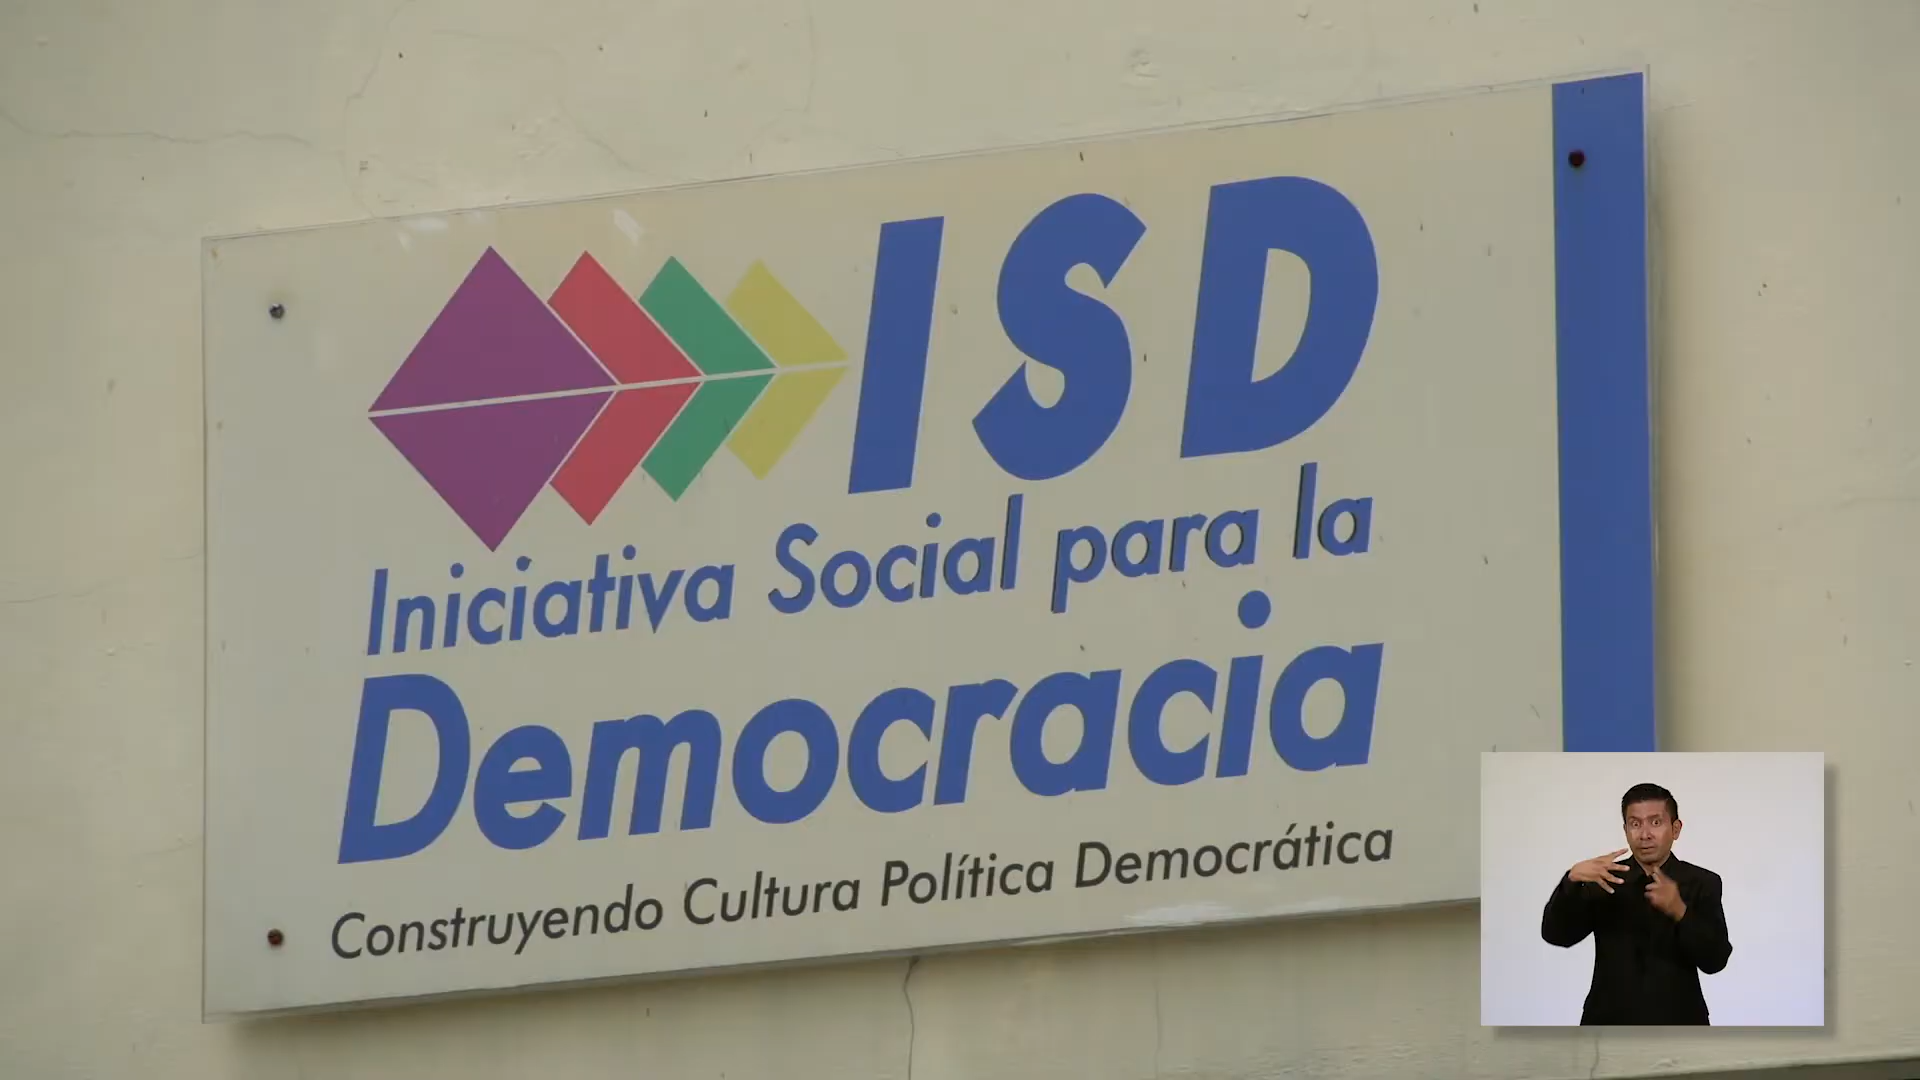 ISD
Iniciativa Social para la
Democracia
Construyendo Cultura Política Democrática